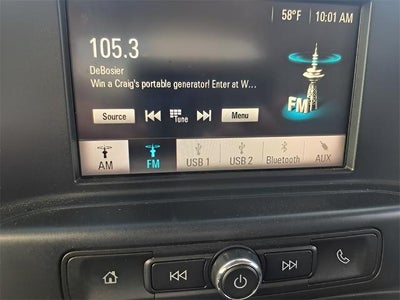 58°F 10:01 AM
105.3
DeBosier
Win a Craig's portable generator! Enter at W...
FM
Source Tune Menu
AM FM USB 1 USB 2 Bluetooth AUX